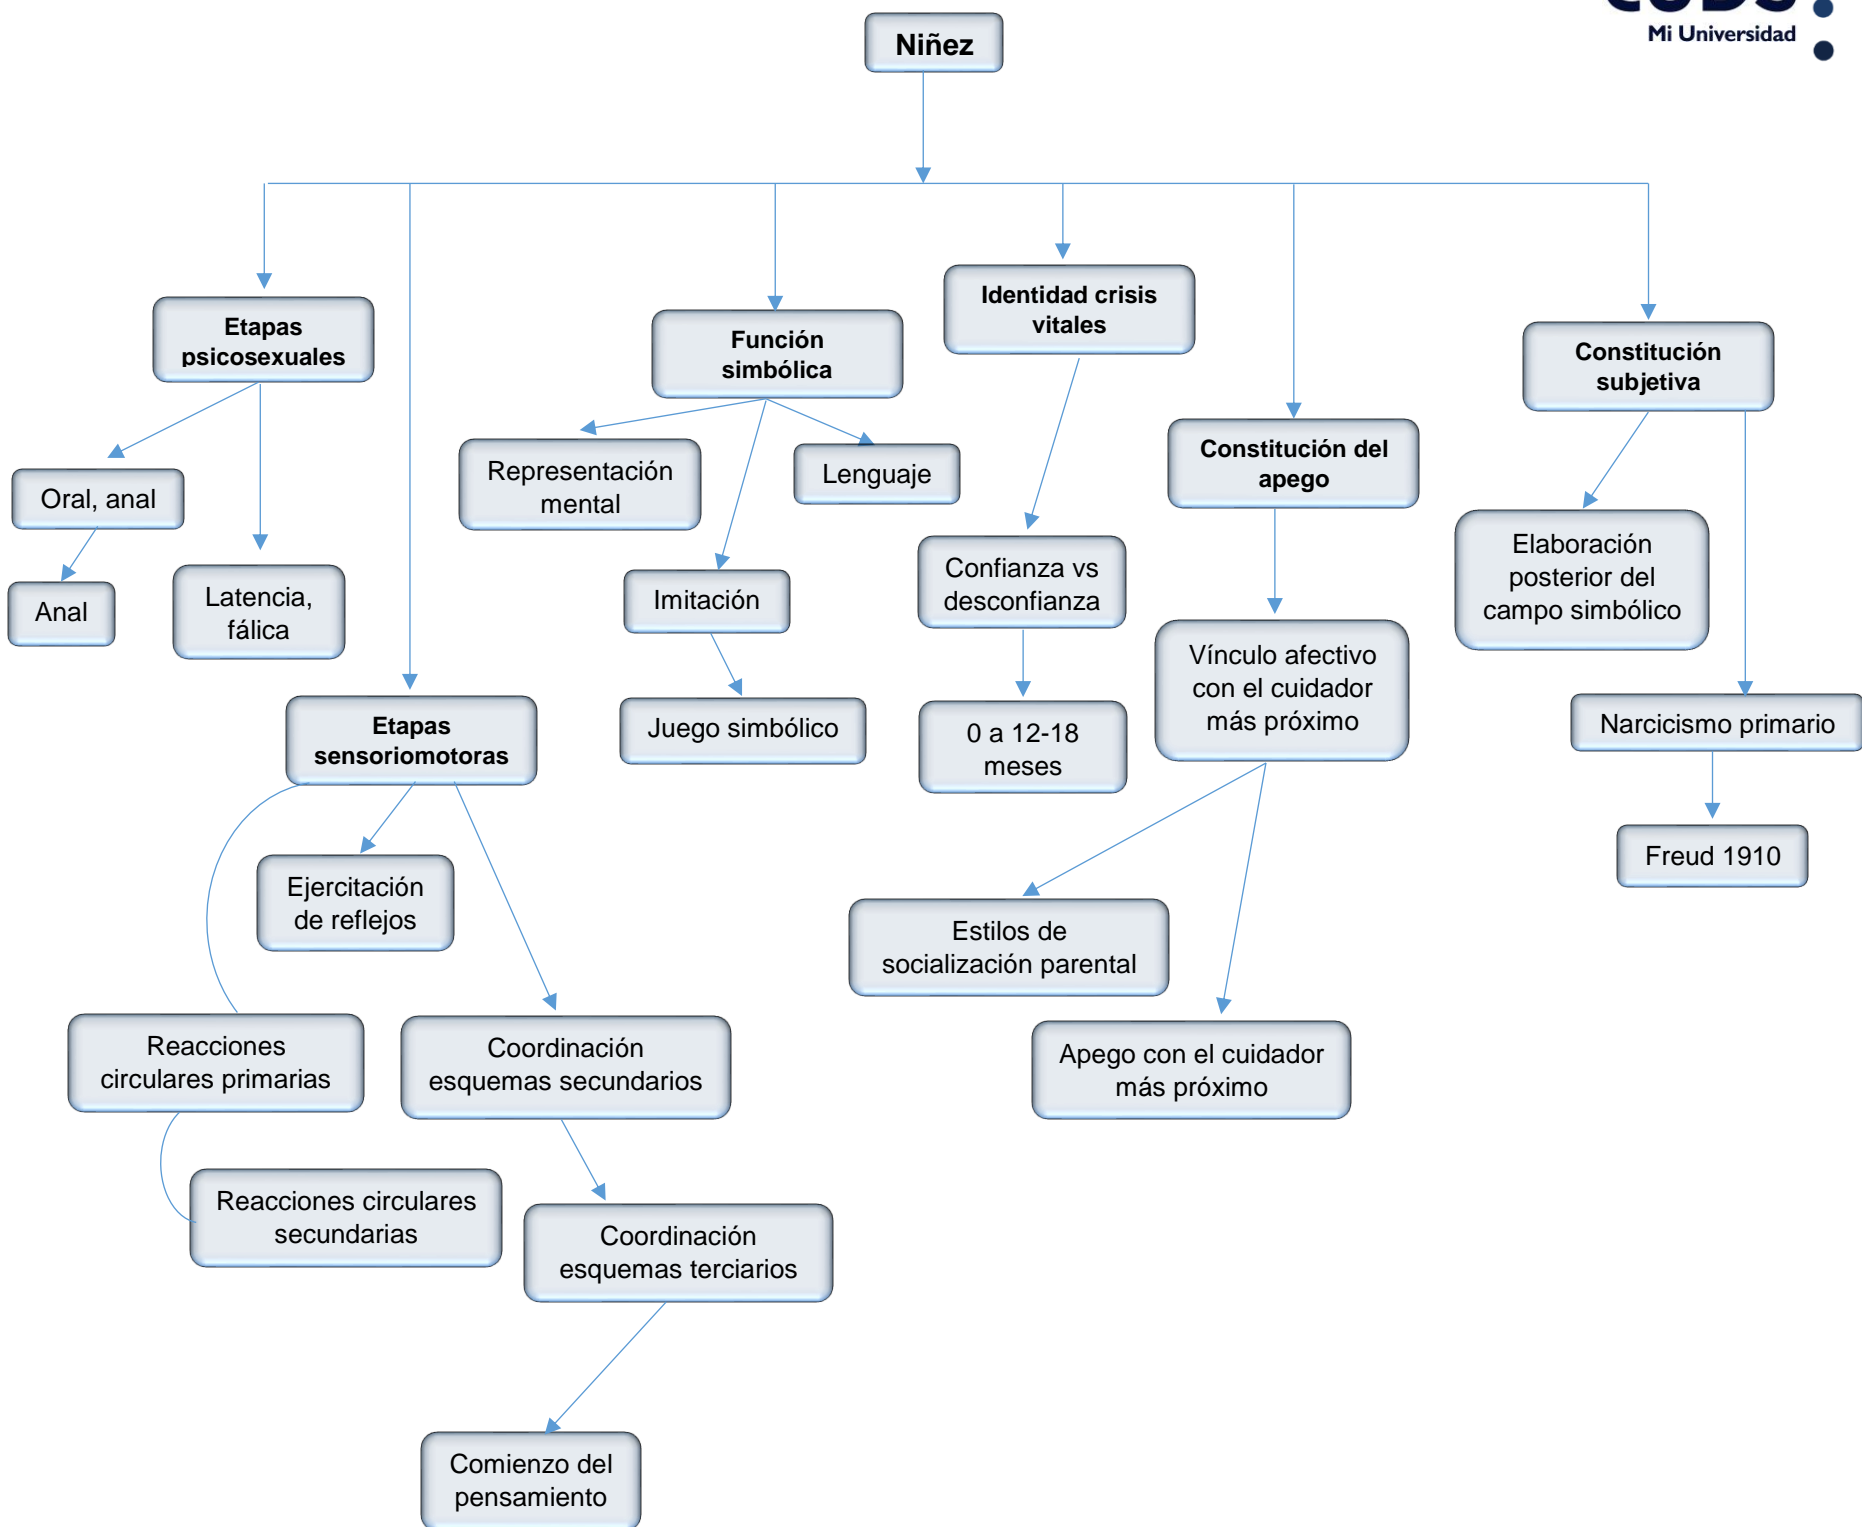 Mi Universidad
Niñez
Etapas
psicosexuales
Oral, anal
Anal
Latencia,
fálica
Etapas
sensoriomotoras
Ejercitación
de reflejos
Reacciones
circulares primarias
Reacciones circulares
secundarias
Coordinación
esquemas secundarios
Coordinación
esquemas terciarios
Comienzo del
pensamiento
Función
simbólica
Representación
mental
Imitación
Juego simbólico
Lenguaje
Identidad crisis
vitales
Confianza vs
desconfianza
0 a 12-18
meses
Constitución del
apego
Vínculo afectivo
con el cuidador
más próximo
Estilos de
socialización parental
Apego con el cuidador
más próximo
Constitución
subjetiva
Elaboración
posterior del
campo simbólico
Narcicismo primario
Freud 1910